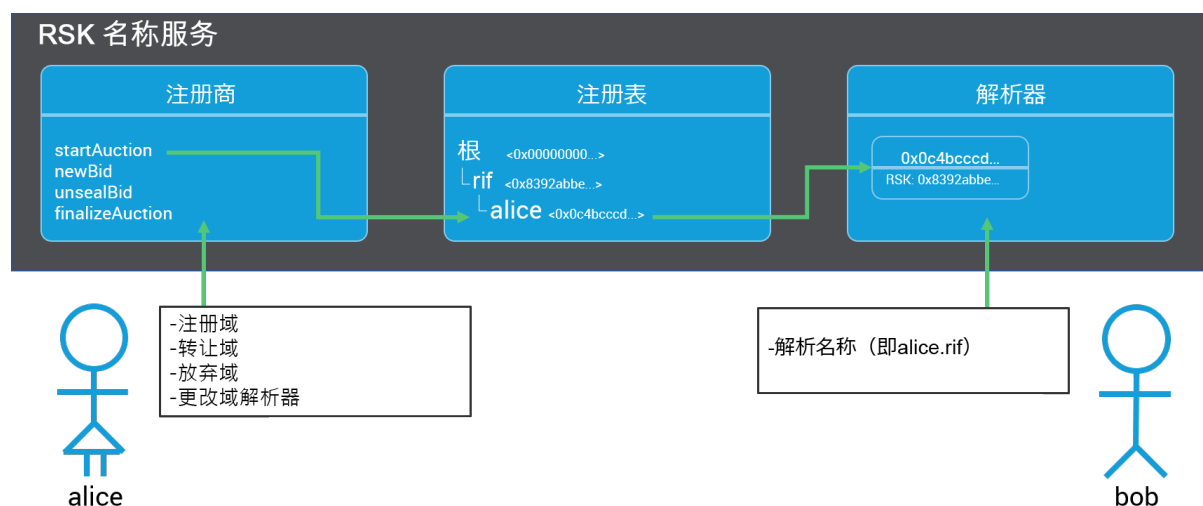 RSK 名称服务
注册商
startAuction
newBid
unsealBid
finalizeAuction
注册表
根 <0x00000000...>
rif <0x8392abbe...>
alice <0x0c4bcccd...>
解析器
0x0c4bcccd...
RSK: 0x8392abbe...
-注册域
-转让域
-放弃域
-更改域解析器
-解析名称（即alice.rif）
alice
bob